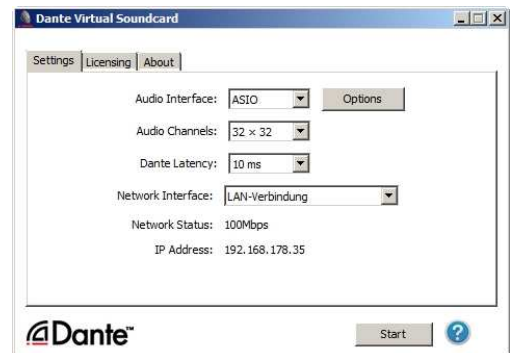 Dante Virtual Soundcard
Settings Licensing About
Audio Interface: ASIO Options
Audio Channels: 32 × 32
Dante Latency: 10 ms
Network Interface: LAN-Verbindung
Network Status: 100Mbps
IP Address: 192.168.178.35
Dante™ Start ?